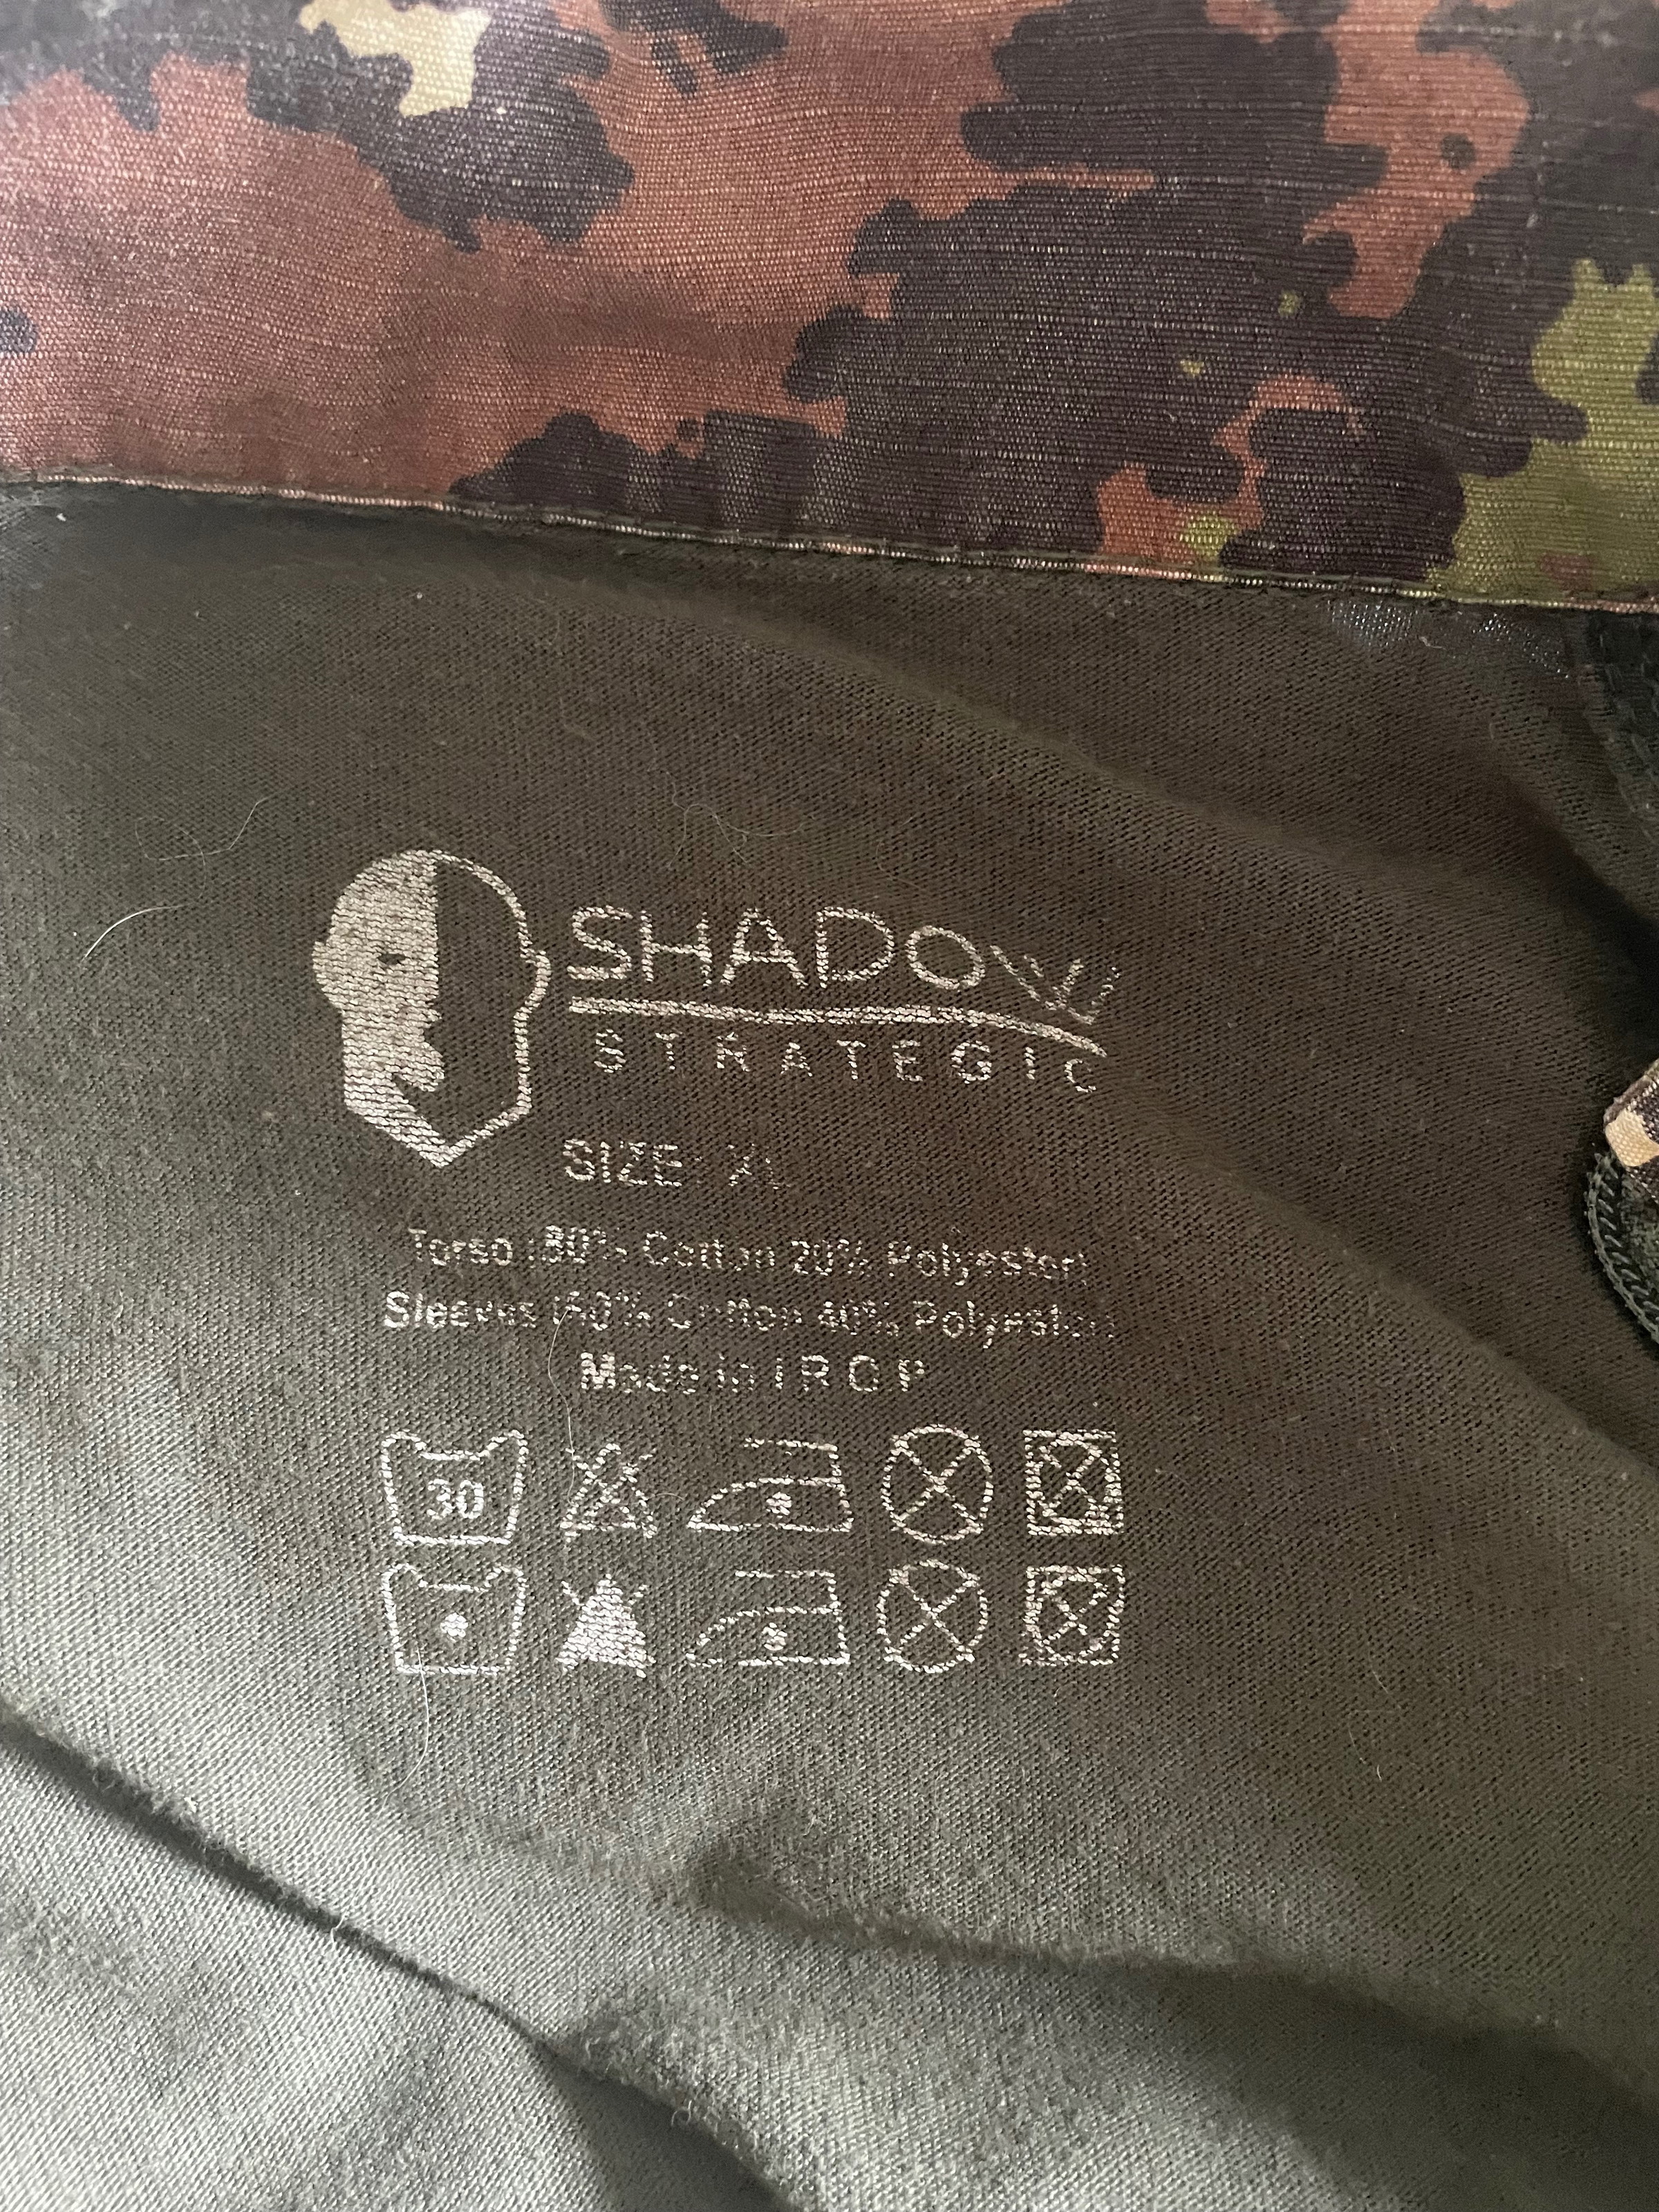 SHADOW
STRATEGIC
SIZE: XL
Torso (80% Cotton 20% Polyester)
Sleeves (60% Cotton 40% Polyester)
Made in I R O P
30